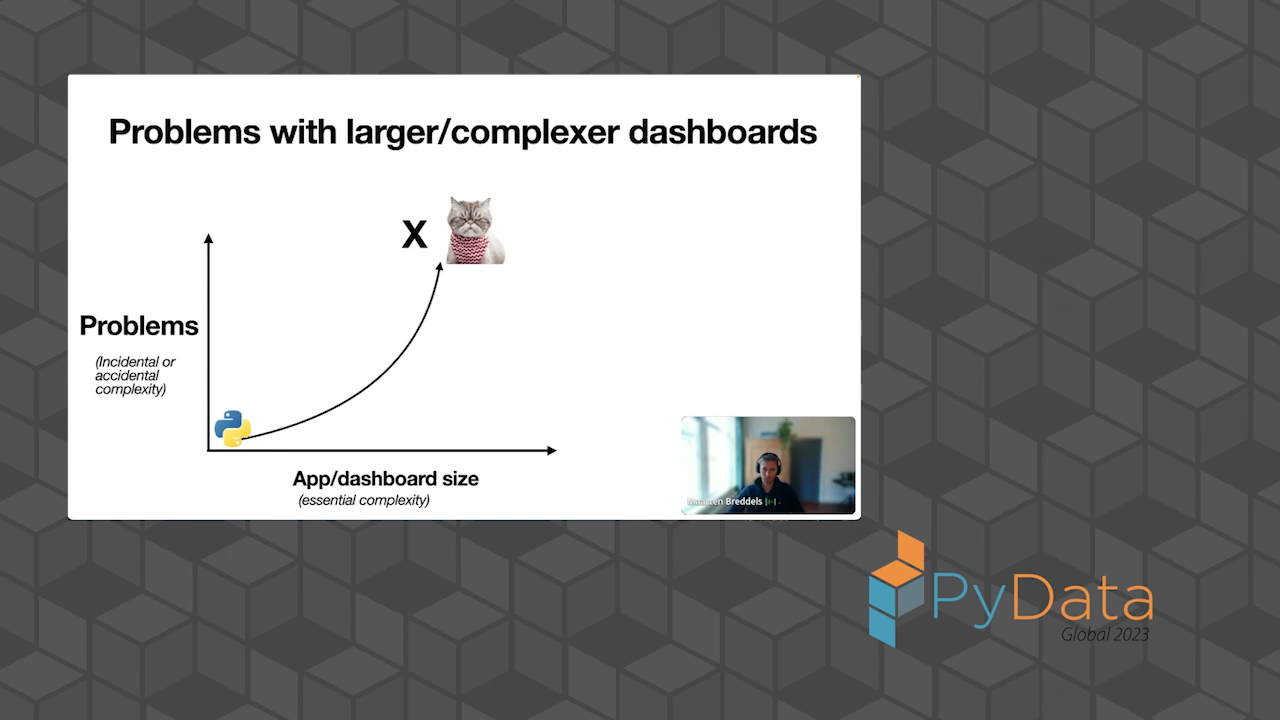 Problems with larger/complexer dashboards
X
Problems
(Incidental or
accidental
complexity)
App/dashboard size
(essential complexity)
Maarten Breddels
PyData
Global 2023